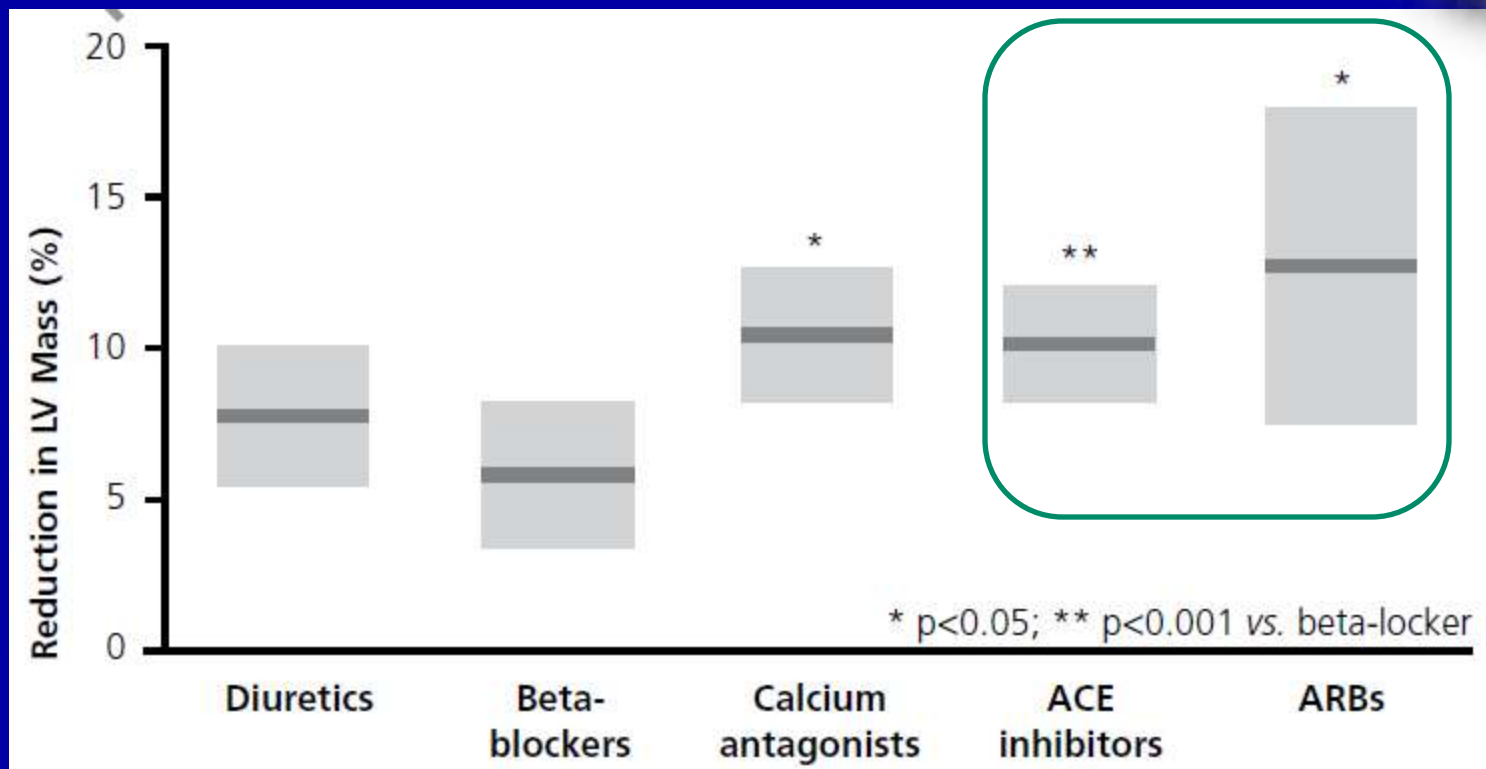 Reduction in LV Mass (%)
20
15
10
5
0
*
**
*
* p<0.05; ** p<0.001 vs. beta-locker
Diuretics
Beta-
blockers
Calcium
antagonists
ACE
inhibitors
ARBs